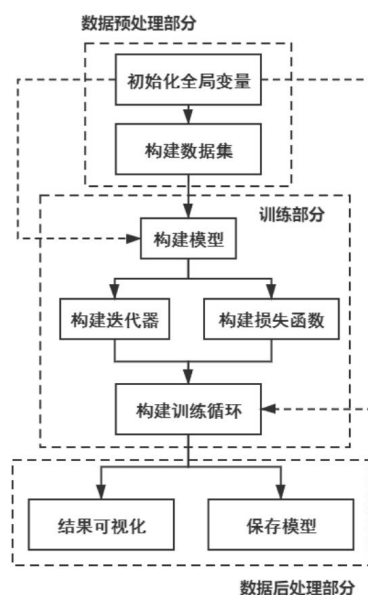 数据预处理部分
初始化全局变量
构建数据集
训练部分
构建模型
构建迭代器
构建损失函数
构建训练循环
结果可视化
保存模型
数据后处理部分